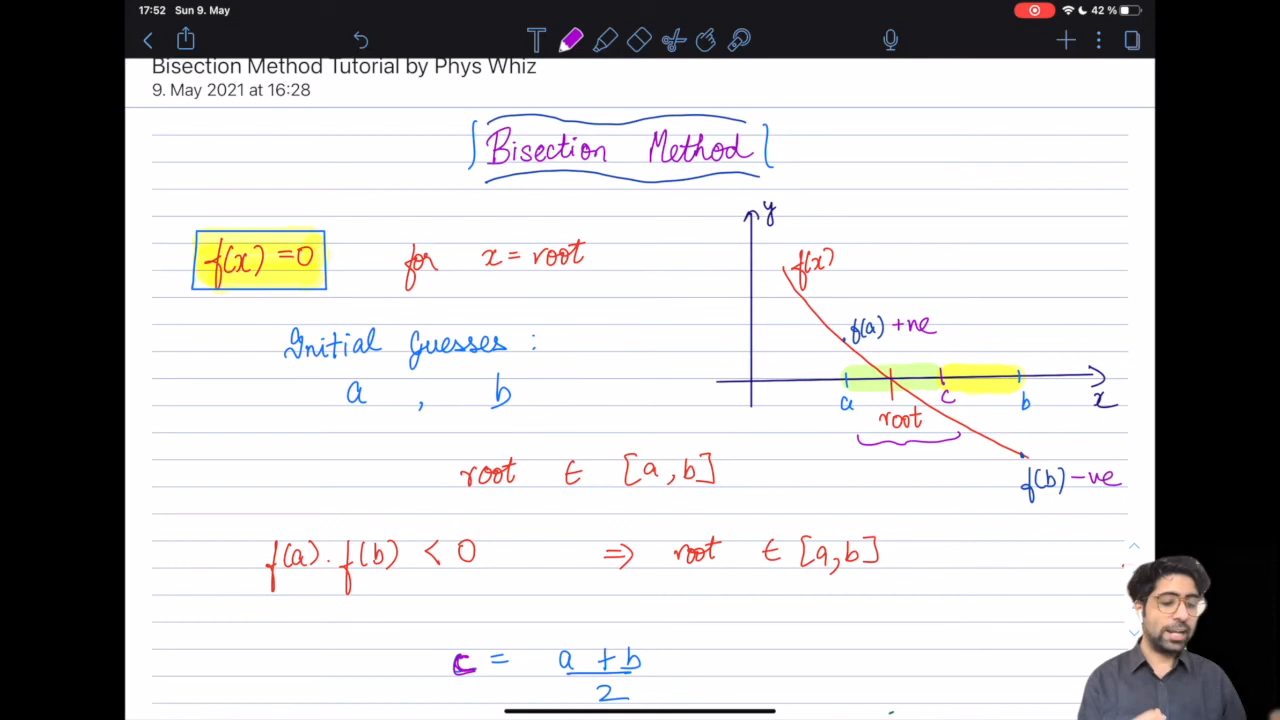 17:52 Sun 9. May 42 %
T
Bisection Method Tutorial by Phys Whiz
9. May 2021 at 16:28
Bisection Method
y
f(x) = 0 for x = root
f(x)
Initial Guesses :
f(a) +ve
a , b
a c b x
root
root ∈ [a, b]
f(b) -ve
f(a). f(b) < 0 ⇒ root ∈ [a, b]
c = a + b
2